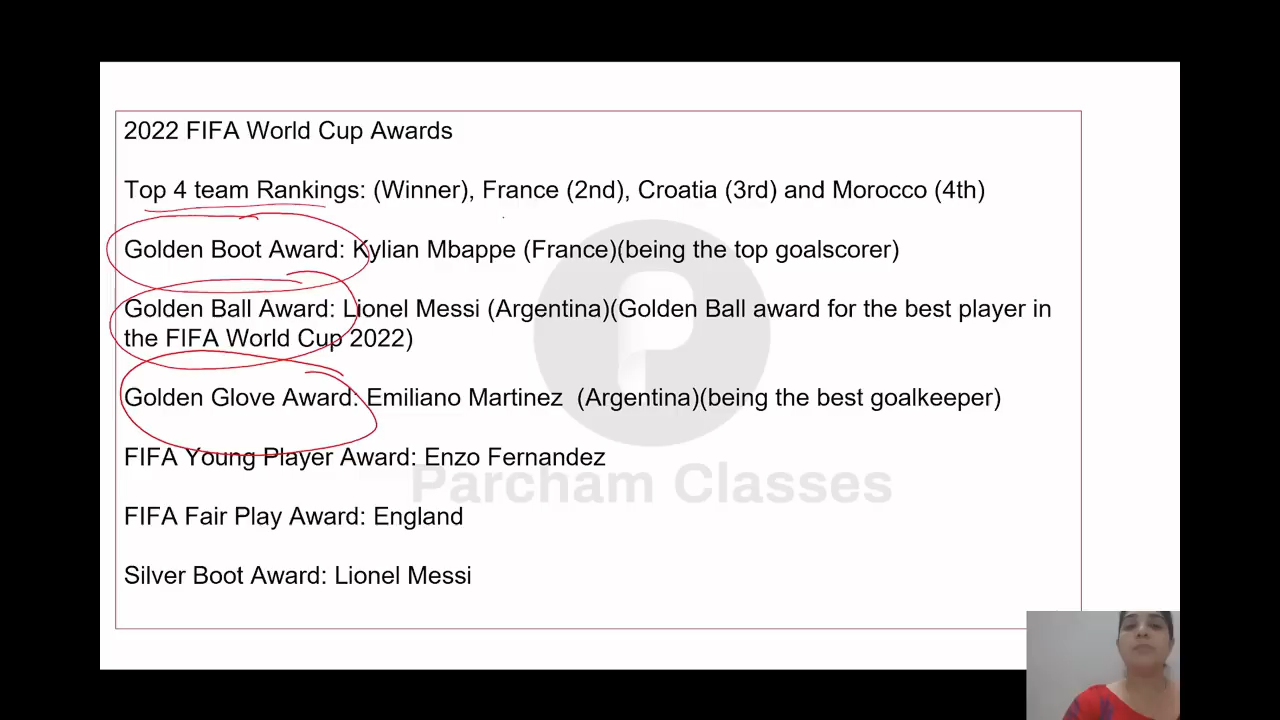 2022 FIFA World Cup Awards
Top 4 team Rankings: (Winner), France (2nd), Croatia (3rd) and Morocco (4th)
Golden Boot Award: Kylian Mbappe (France)(being the top goalscorer)
Golden Ball Award: Lionel Messi (Argentina)(Golden Ball award for the best player in
the FIFA World Cup 2022)
Golden Glove Award: Emiliano Martinez  (Argentina)(being the best goalkeeper)
FIFA Young Player Award: Enzo Fernandez
Parcham Classes
FIFA Fair Play Award: England
Silver Boot Award: Lionel Messi